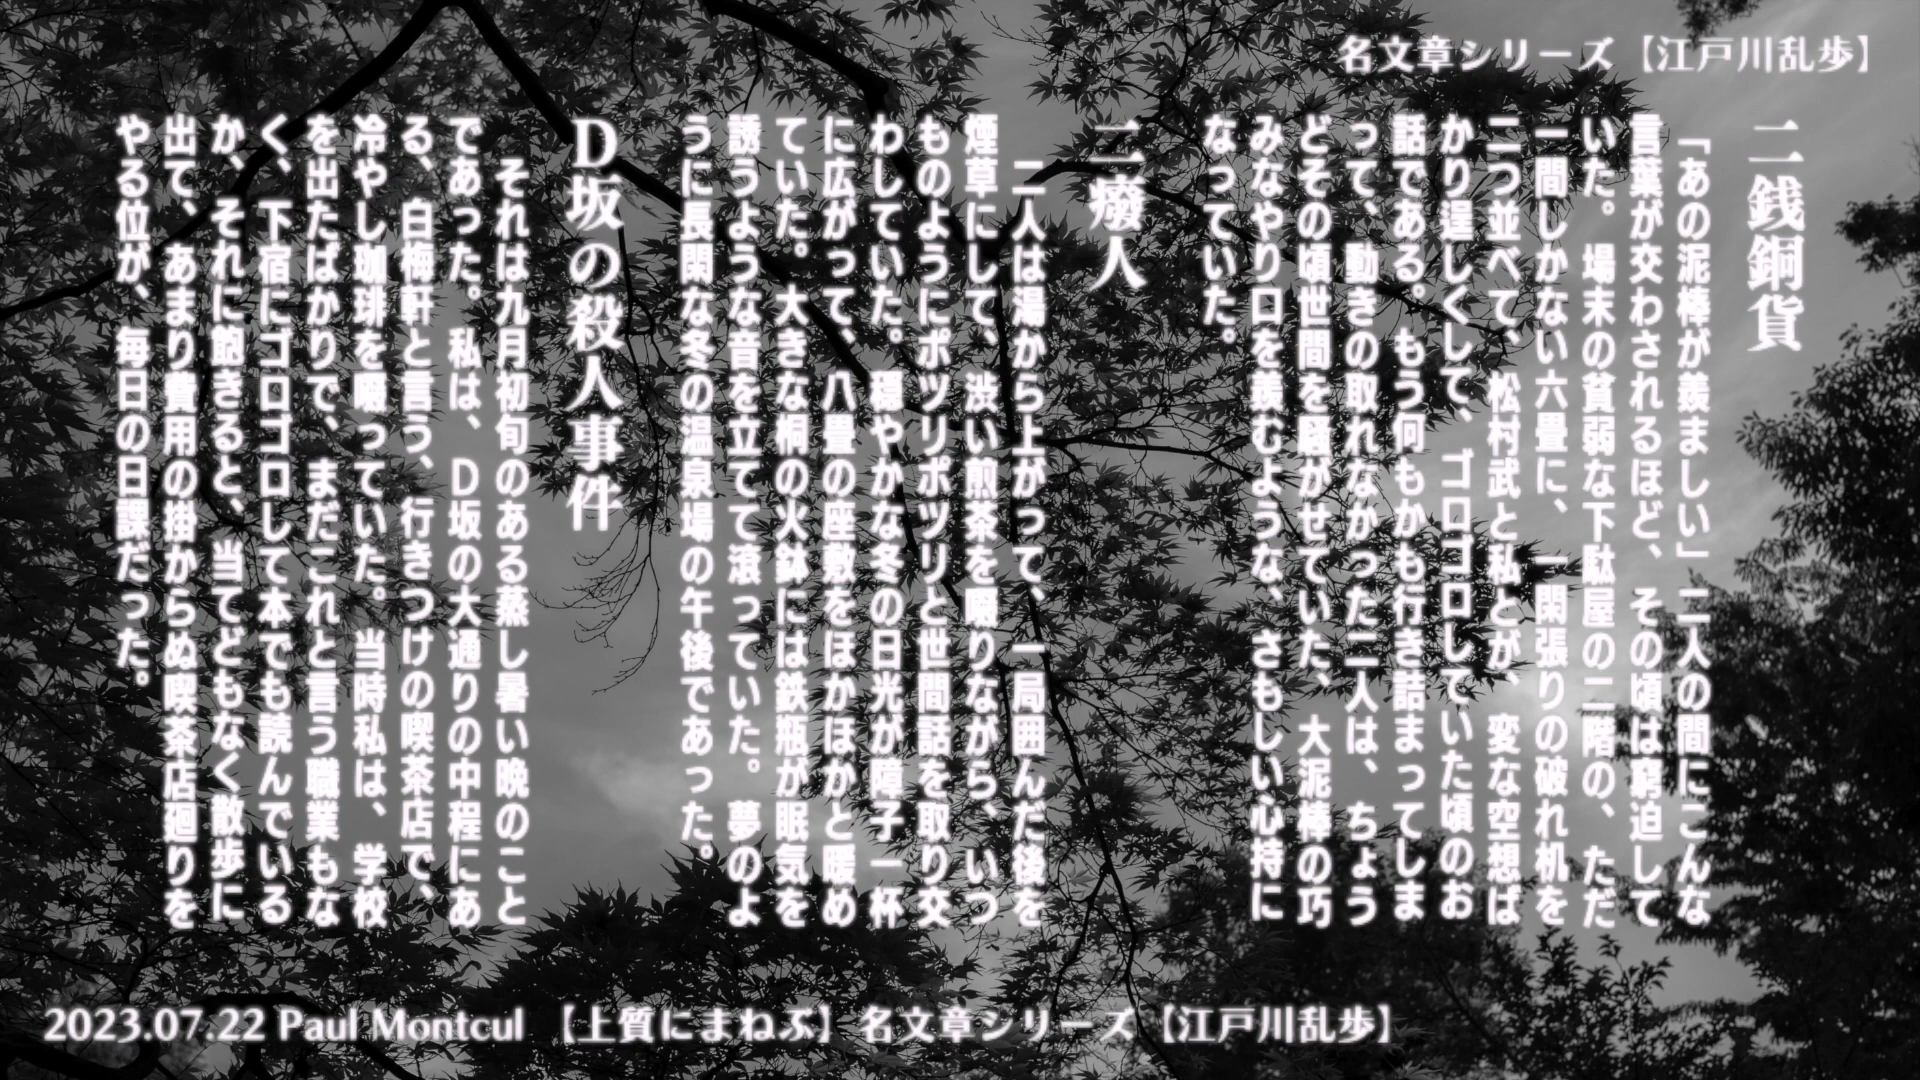 名文章シリーズ【江戸川乱歩】
二銭銅貨
「あの泥棒が羨ましい」二人の間にこんな
言葉が交わされるほど、その頃は窮迫して
いた。場末の貧弱な下駄屋の二階の、ただ
一間しかない六畳に、一閑張りの破れ机を
二つ並べて、松村武と私とが、変な空想ば
かり逞しくして、ゴロゴロしていた頃のお
話である。もう何もかも行き詰まってしま
って、動きの取れなかった二人は、ちょう
どその頃世間を騒がせていた、大泥棒の巧
みなやり口を羨むような、さもしい心持に
なっていた。
二癈人
二人は湯から上がって、一局囲んだ後を
煙草にして、渋い煎茶を啜りながら、いつ
ものようにポツリポツリと世間話を取り交
わしていた。穏やかな冬の日光が障子一杯
に広がって、八畳の座敷をほかほかと暖め
ていた。大きな桐の火鉢には鉄瓶が眠気を
誘うような音を立てて滾っていた。夢のよ
うに長閑な冬の温泉場の午後であった。
D坂の殺人事件
それは九月初旬のある蒸し暑い晩のこと
であった。私は、D坂の大通りの中程にあ
る、白梅軒と言う、行きつけの喫茶店で、
冷やし珈琲を啜っていた。当時私は、学校
を出たばかりで、まだこれと言う職業もな
く、下宿にゴロゴロして本でも読んでいる
か、それに飽きると、当てどもなく散歩に
出て、あまり費用の掛からぬ喫茶店廻りを
やる位が、毎日の日課だった。
2023.07.22 Paul Montcul 【上質にまねぶ】名文章シリーズ【江戸川乱歩】